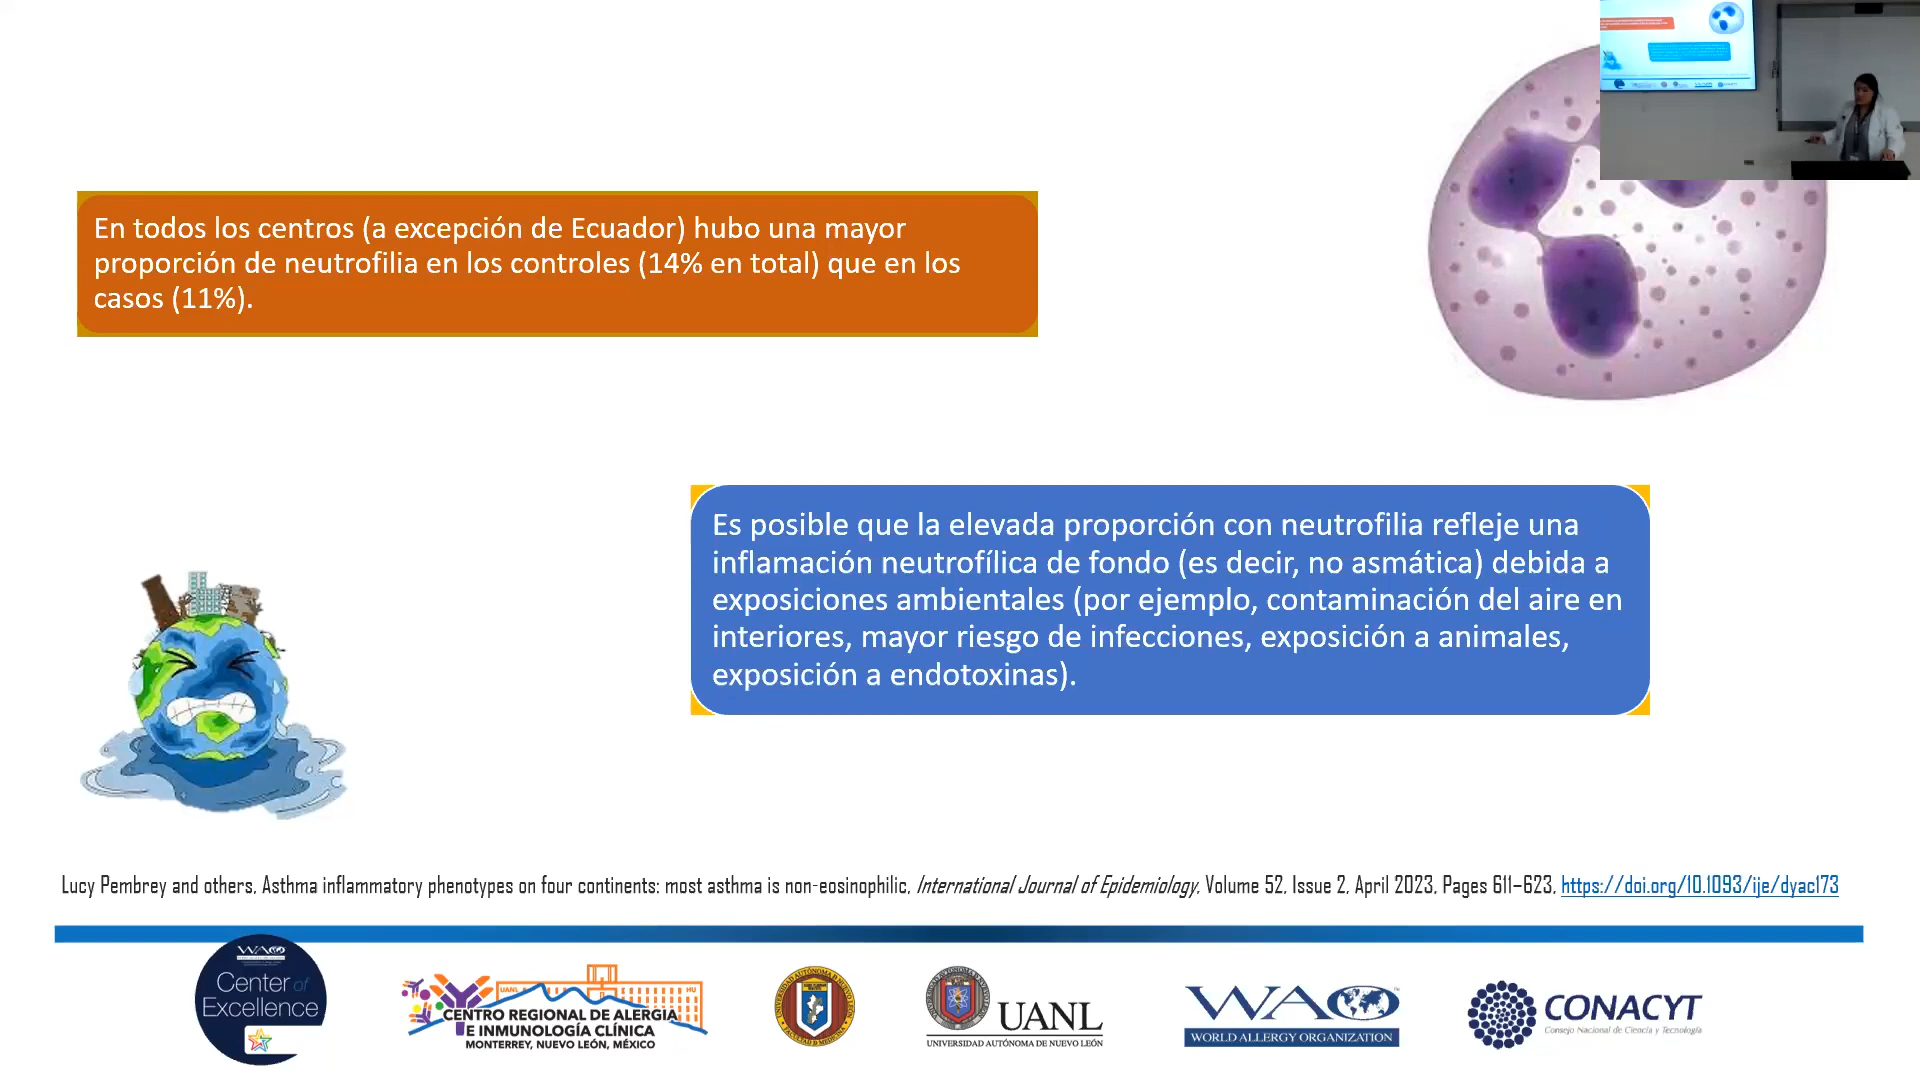 En todos los centros (a excepción de Ecuador) hubo una mayor
proporción de neutrofilia en los controles (14% en total) que en los
casos (11%).
Es posible que la elevada proporción con neutrofilia refleje una
inflamación neutrofílica de fondo (es decir, no asmática) debida a
exposiciones ambientales (por ejemplo, contaminación del aire en
interiores, mayor riesgo de infecciones, exposición a animales,
exposición a endotoxinas).
Lucy Pembrey and others, Asthma inflammatory phenotypes on four continents: most asthma is non-eosinophilic, International Journal of Epidemiology, Volume 52, Issue 2, April 2023, Pages 611–623, https://doi.org/10.1093/ije/dyac173
WAO
Center of
Excellence
UANL
HU
CENTRO REGIONAL DE ALERGIA
E INMUNOLOGÍA CLÍNICA
MONTERREY, NUEVO LEÓN, MÉXICO
UANL
UNIVERSIDAD AUTÓNOMA DE NUEVO LEÓN
WAO
WORLD ALLERGY ORGANIZATION
CONACYT
Consejo Nacional de Ciencia y Tecnología